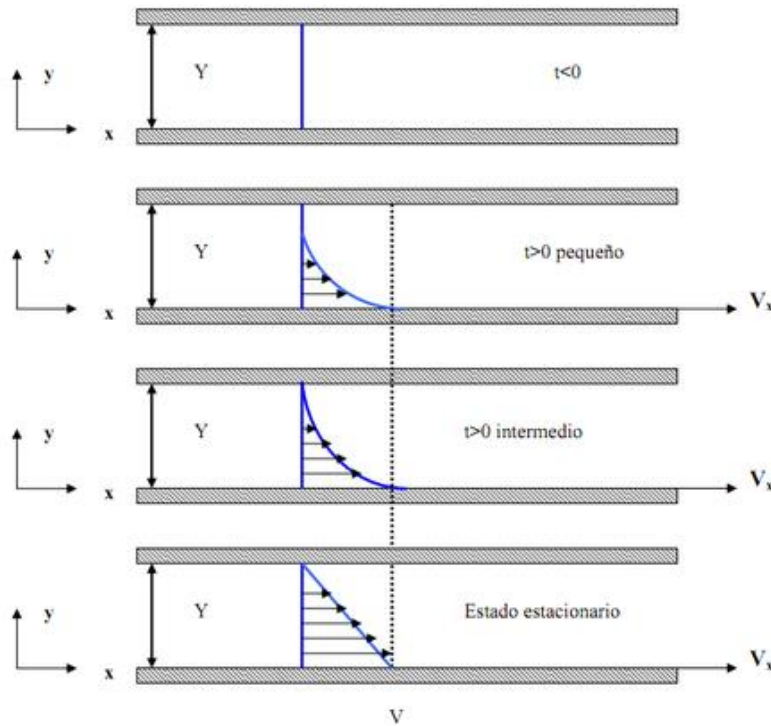 y
Y
t<0
x
y
Y
t>0 pequeño
x
Vx
y
Y
t>0 intermedio
x
Vx
y
Y
Estado estacionario
x
Vx
V